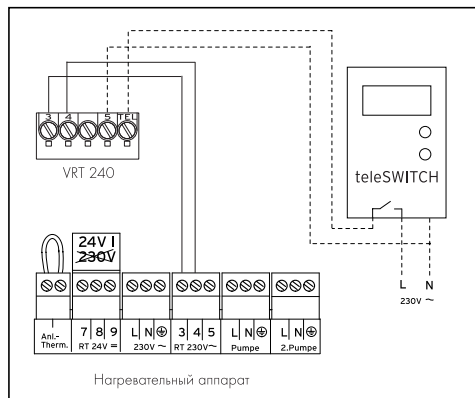 3 4 5 TEL
VRT 240
teleSWITCH
L N
230V ~
24V I
230V
Anl.-
Therm.
7 8 9
RT 24V =
L N
230V ~
3 4 5
RT 230V~
L N
Pumpe
L N
2.Pumpe
Нагревательный аппарат